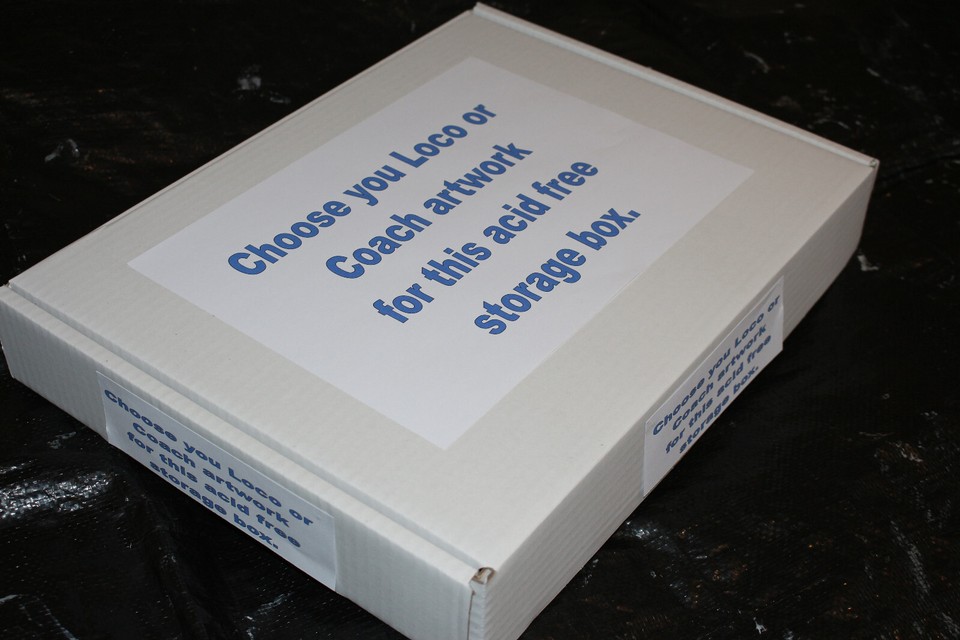 Choose you Loco or
Coach artwork
for this acid free
storage box.
Choose you Loco or
Coach artwork
for this acid free
storage box.
Choose you Loco or
Coach artwork
for this acid free
storage box.